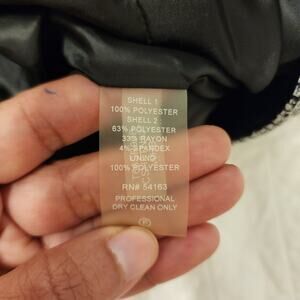 SHELL 1
100% POLYESTER
SHELL 2:
63% POLYESTER
33% RAYON
4% SPANDEX
LINING
100% POLYESTER
RN# 54163
PROFESSIONAL
DRY CLEAN ONLY
P